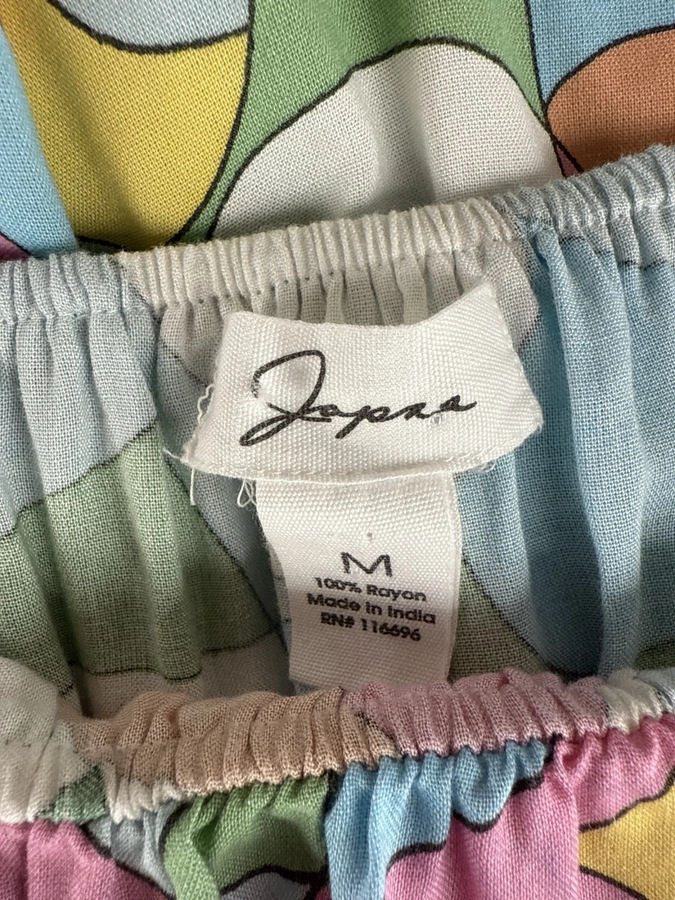 Japna
M
100% Rayon
Made in India
RN# 116696